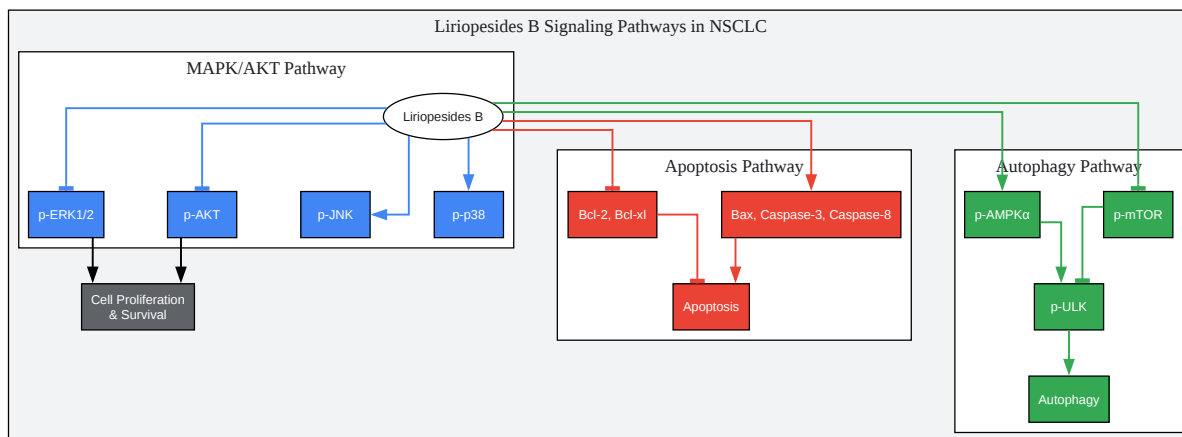 Liriopesides B Signaling Pathways in NSCLC
MAPK/AKT Pathway
Liriopesides B
Apoptosis Pathway
Autophagy Pathway
p-ERK1/2
p-AKT
p-JNK
p-p38
Bcl-2, Bcl-xl
Bax, Caspase-3, Caspase-8
p-AMPKα
p-mTOR
Cell Proliferation
& Survival
Apoptosis
p-ULK
Autophagy